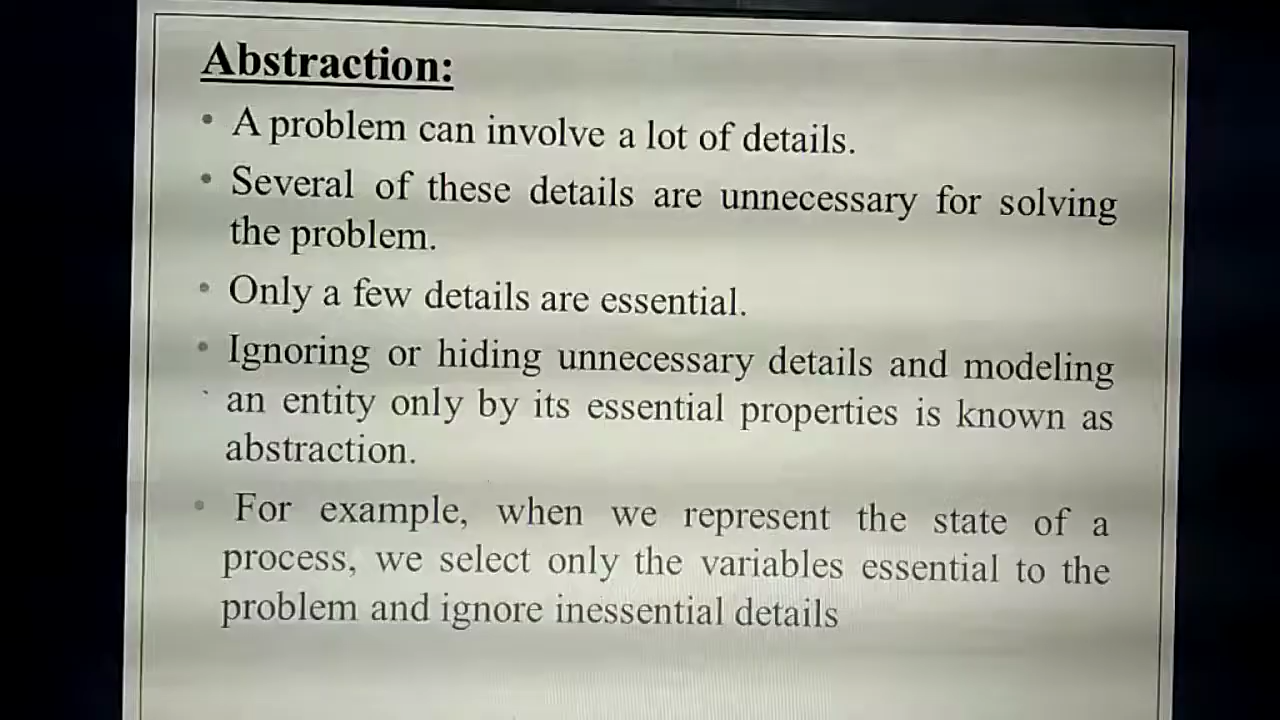 Abstraction:
• A problem can involve a lot of details.
• Several of these details are unnecessary for solving
the problem.
• Only a few details are essential.
• Ignoring or hiding unnecessary details and modeling
an entity only by its essential properties is known as
abstraction.
• For example, when we represent the state of a
process, we select only the variables essential to the
problem and ignore inessential details